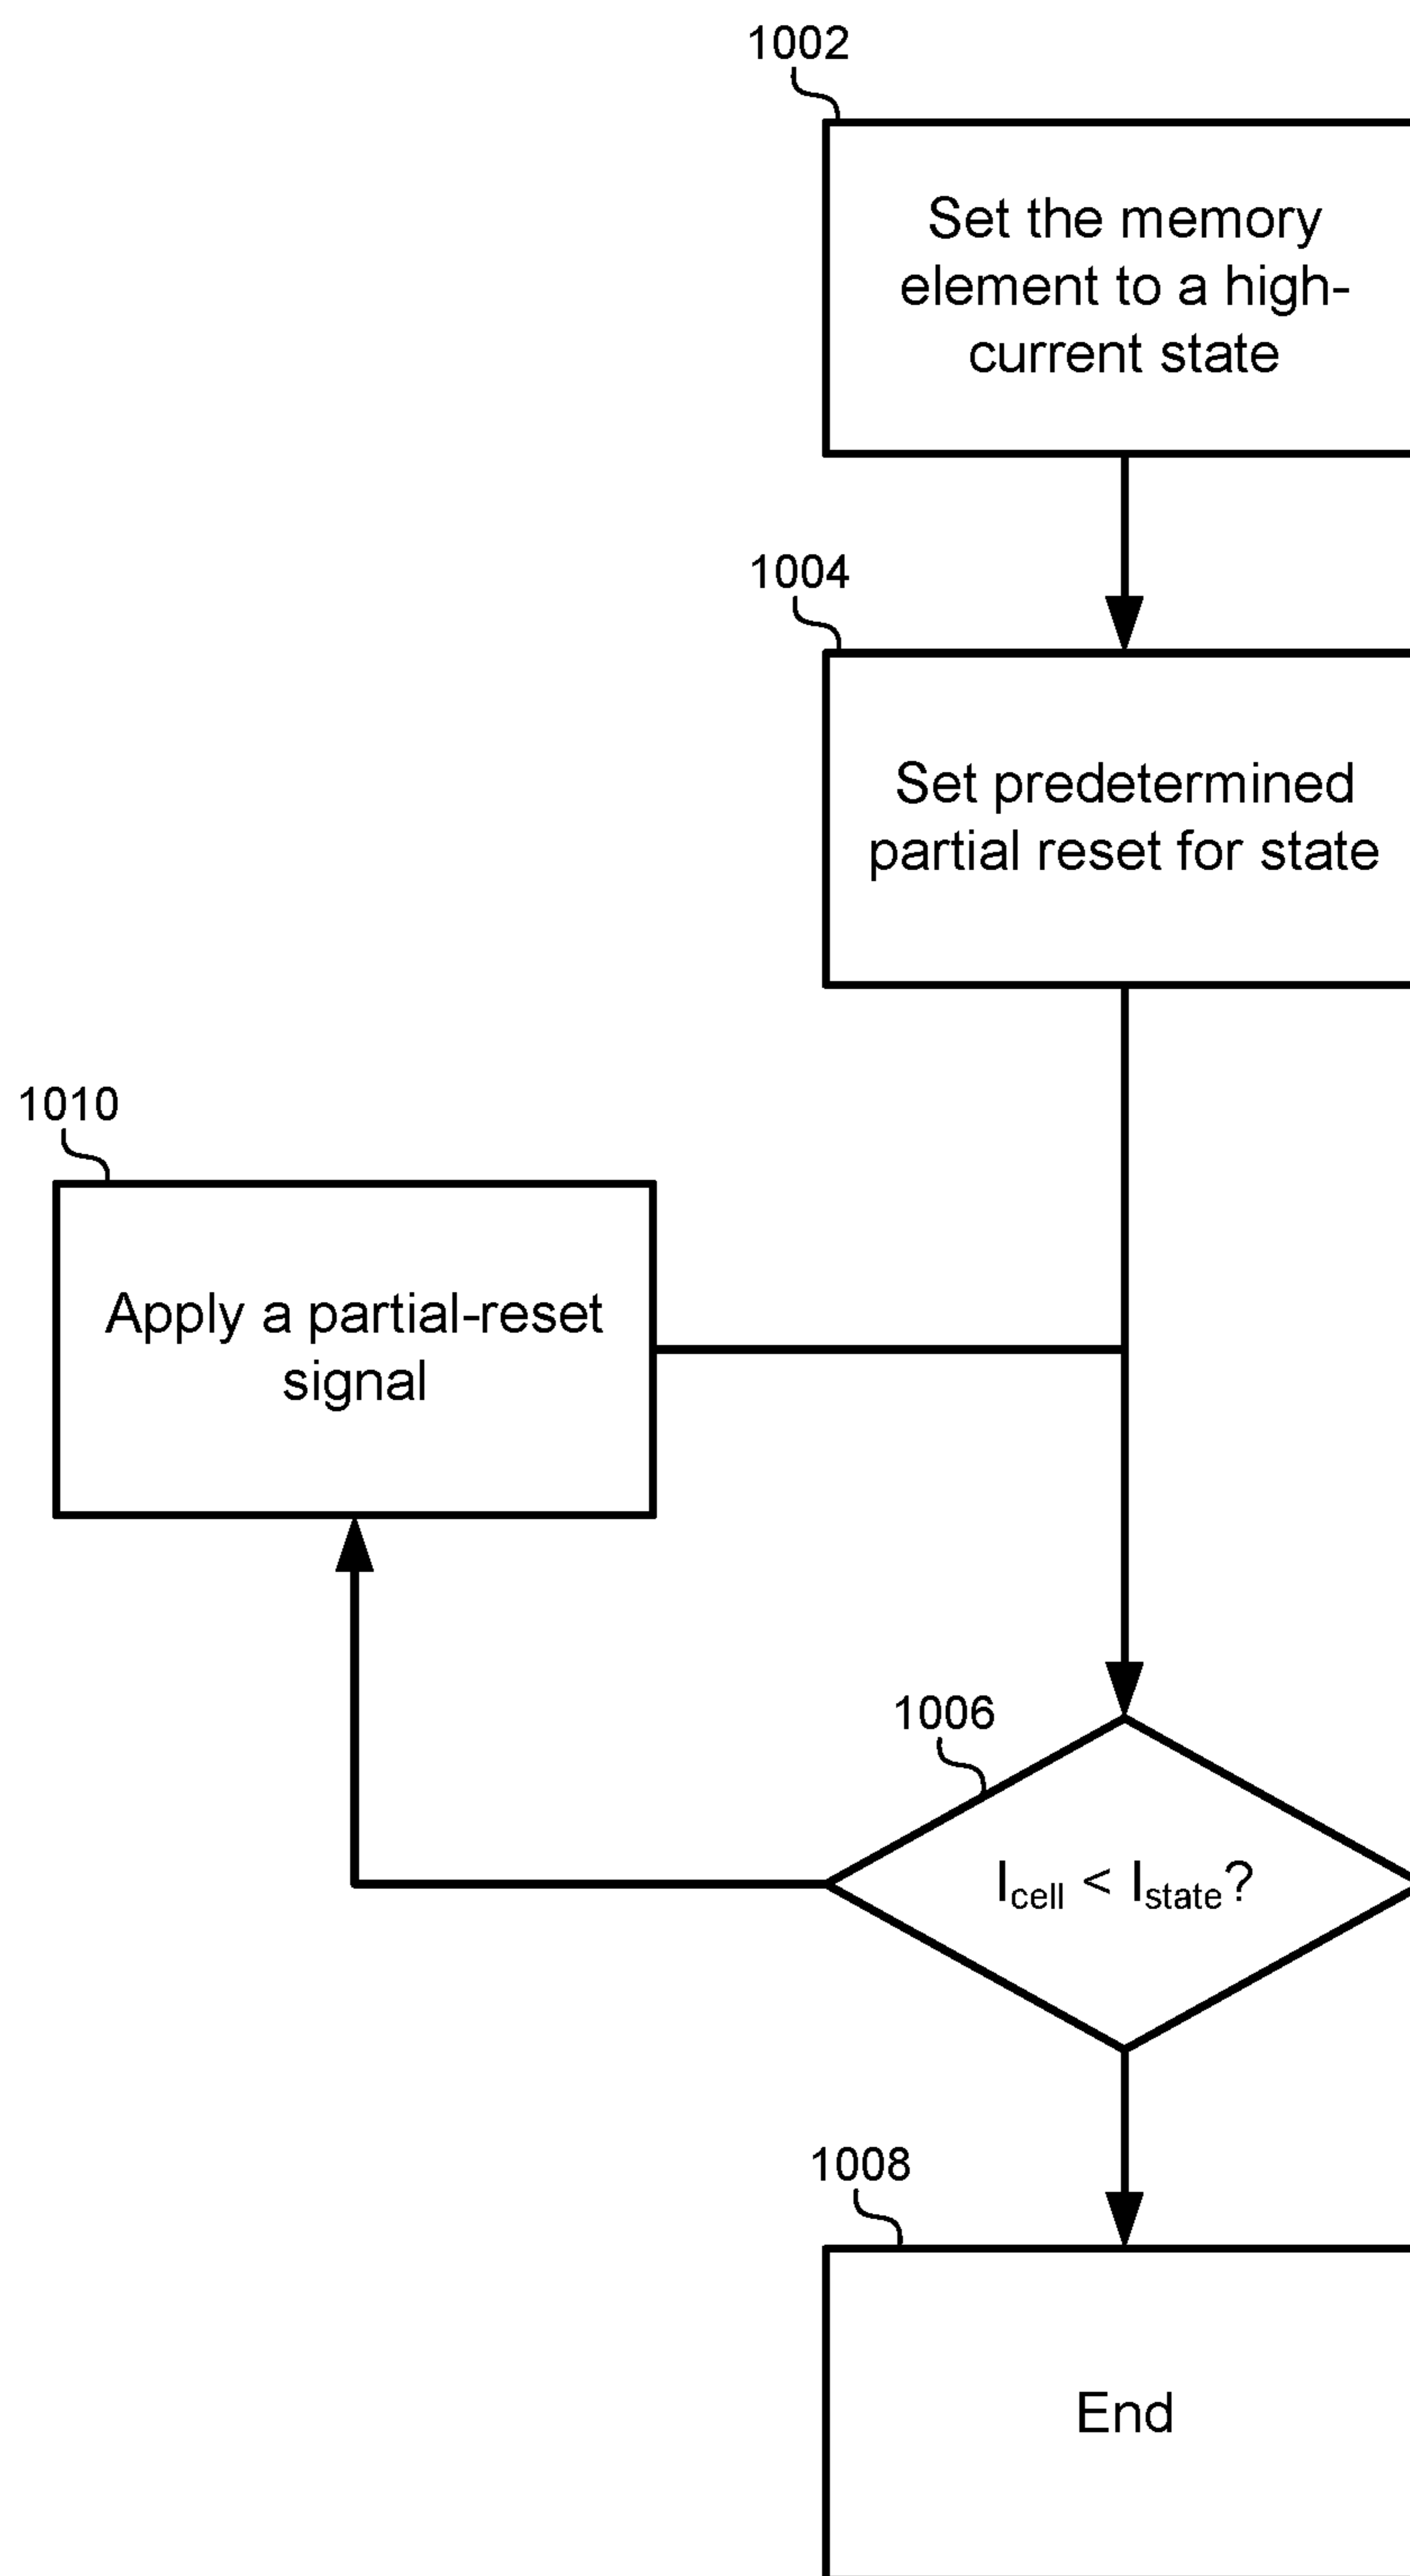 1002
Set the memory
element to a high-
current state
1004
Set predetermined
partial reset for state
1010
Apply a partial-reset
signal
1006
Icell < Istate?
1008
End